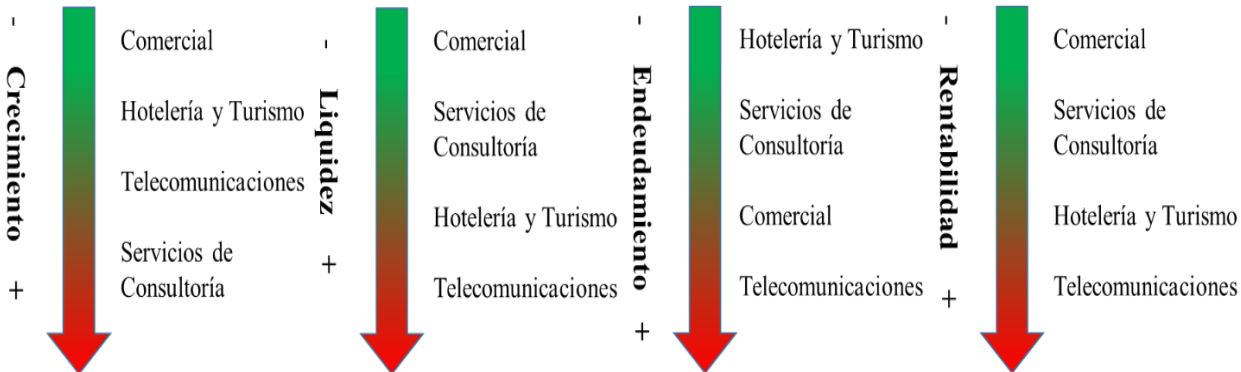 - Crecimiento +
Comercial
Hotelería y Turismo
Telecomunicaciones
Servicios de
Consultoría
- Liquidez +
Comercial
Servicios de
Consultoría
Hotelería y Turismo
Telecomunicaciones
- Endeudamiento +
Hotelería y Turismo
Servicios de
Consultoría
Comercial
Telecomunicaciones
- Rentabilidad +
Comercial
Servicios de
Consultoría
Hotelería y Turismo
Telecomunicaciones